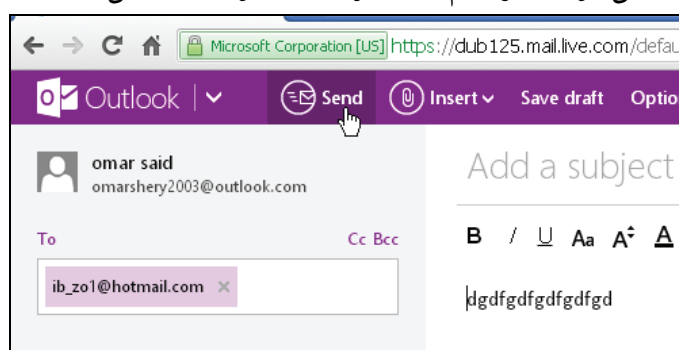 Microsoft Corporation [US] https://dub125.mail.live.com/defau
Outlook Send Insert Save draft Optio
omar said
omarshery2003@outlook.com
Add a subject
To Cc Bcc
B / U Aa A A
ib_zo1@hotmail.com ×
dgdfgdfgdfgdfgd